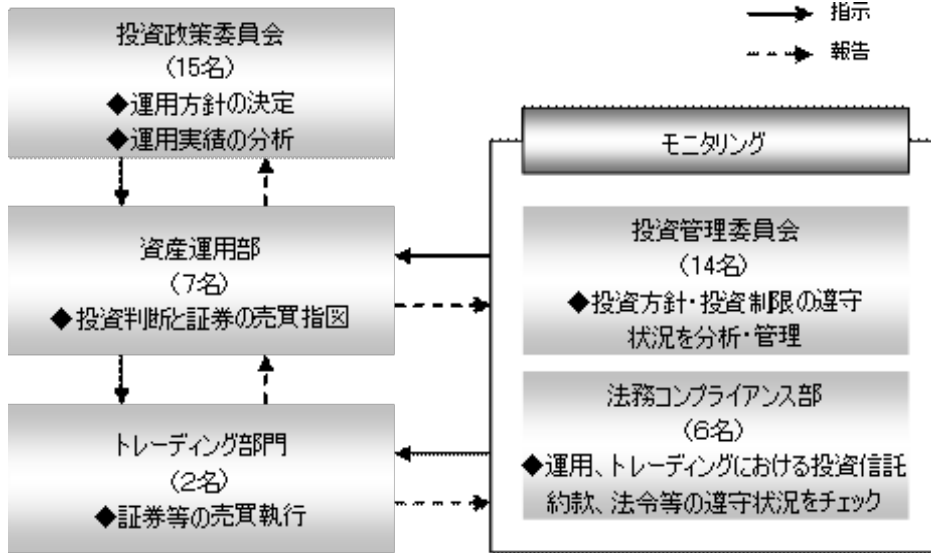 指示
報告
投資政策委員会
(15名)
◆運用方針の決定
◆運用実績の分析
資産運用部
(7名)
◆投資判断と証券の売買指図
トレーディング部門
(2名)
◆証券等の売買執行
モニタリング
投資管理委員会
(14名)
◆投資方針・投資制限の遵守
状況を分析・管理
法務コンプライアンス部
(6名)
◆運用、トレーディングにおける投資信託
約款、法令等の遵守状況をチェック